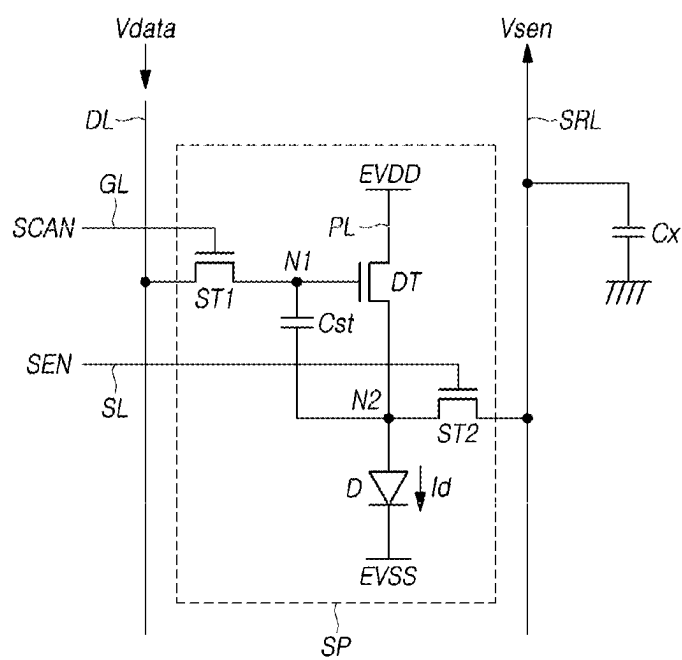 Vdata
Vsen
DL
SRL
GL
EVDD
SCAN
PL
Cx
N1
DT
ST1
Cst
SEN
SL
N2
ST2
D
Id
EVSS
SP